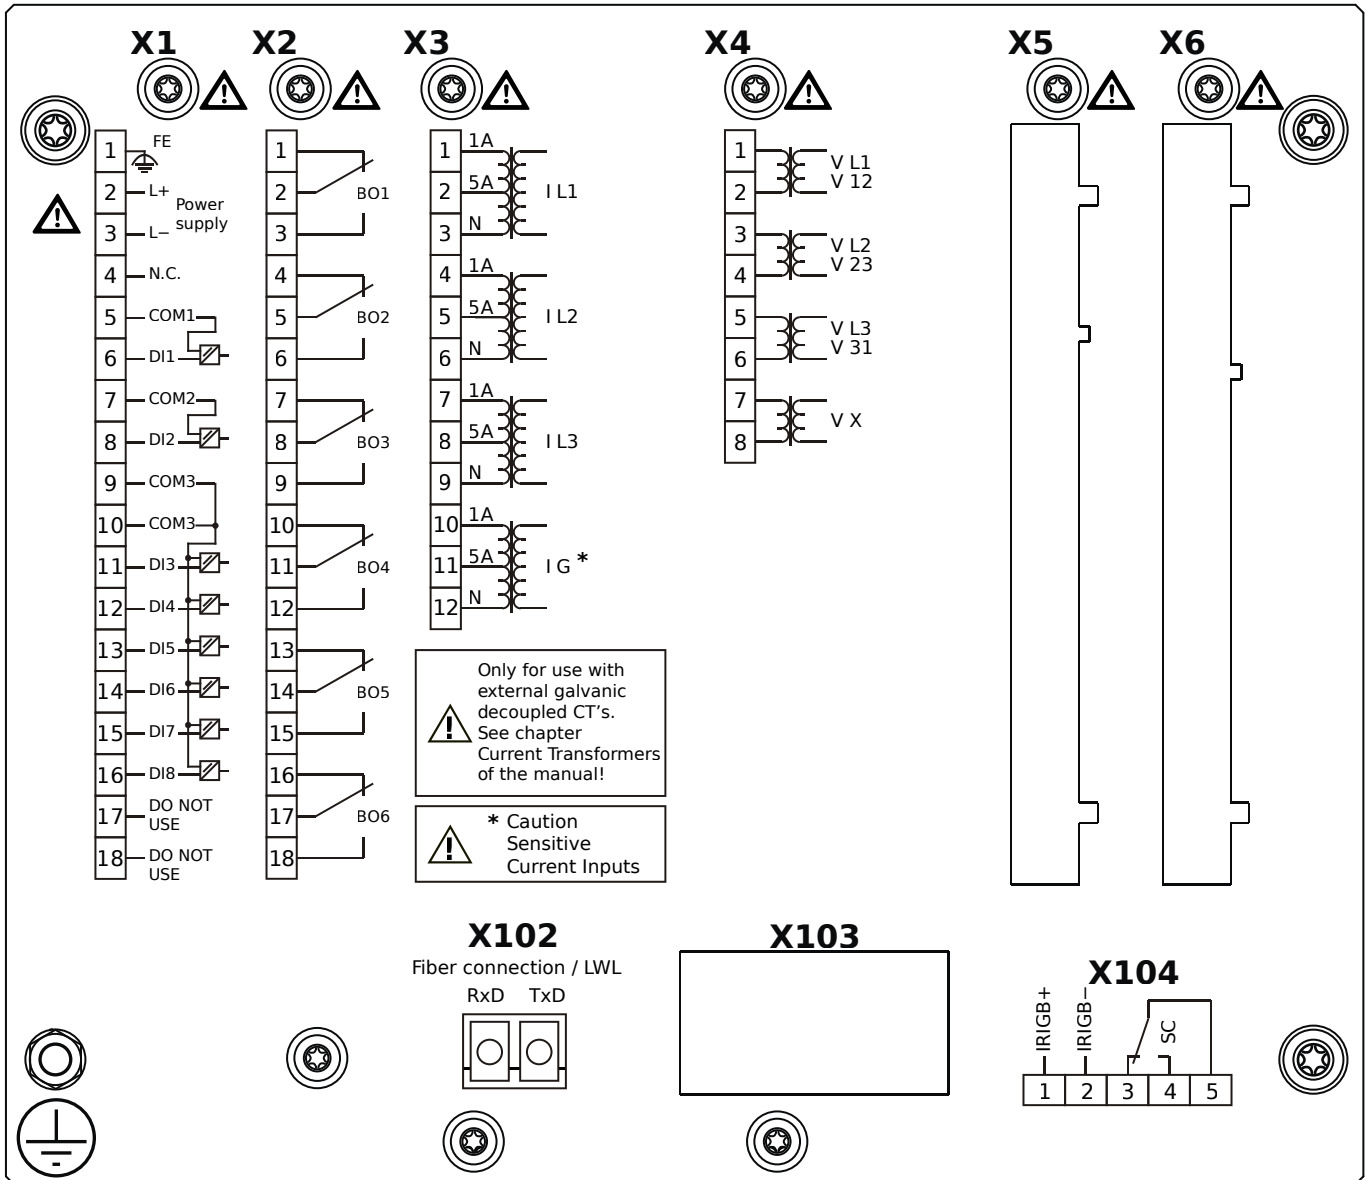 X1
X2
X3
X4
X5
X6
1 FE
2 L+
Power
supply
3 L−
4 N.C.
5 COM1
6 DI1
7 COM2
8 DI2
9 COM3
10 COM3
11 DI3
12 DI4
13 DI5
14 DI6
15 DI7
16 DI8
17 DO NOT
USE
18 DO NOT
USE
1
2 BO1
3
4
5 BO2
6
7
8 BO3
9
10
11 BO4
12
13
14 BO5
15
16
17 BO6
18
1 1A
2 5A I L1
3 N
4 1A
5 5A I L2
6 N
7 1A
8 5A I L3
9 N
10 1A
11 5A I G *
12 N
Only for use with
external galvanic
decoupled CT's.
See chapter
Current Transformers
of the manual!
* Caution
Sensitive
Current Inputs
1 V L1
2 V 12
3 V L2
4 V 23
5 V L3
6 V 31
7 V X
8
X102
Fiber connection / LWL
RxD TxD
X103
X104
IRIGB+
IRIGB−
SC
1 2 3 4 5